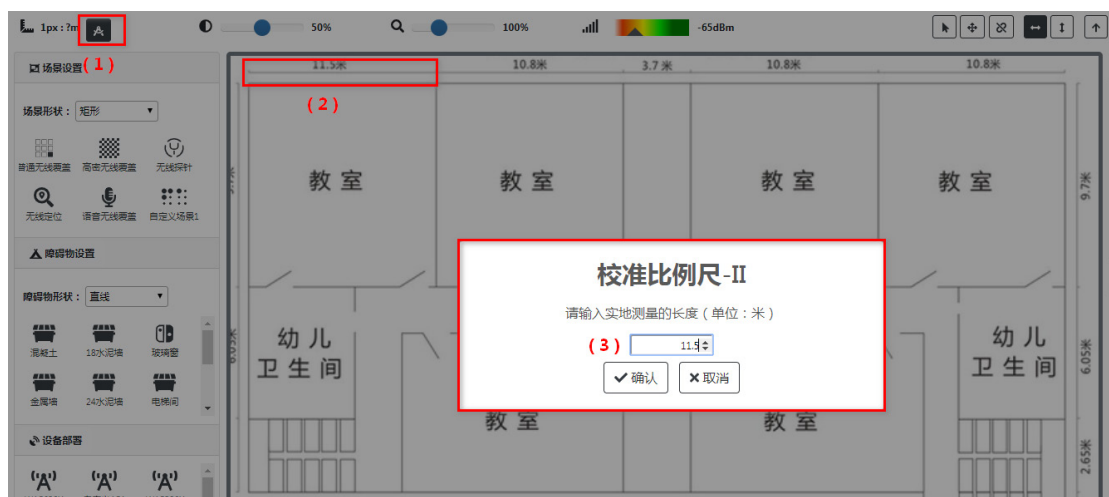 1px : ?m
50%
100%
-65dBm
(1)
场景设置
场景形状： 矩形
普通无线覆盖 高密无线覆盖 无线探针
无线定位 语音无线覆盖 自定义场景1
障碍物设置
障碍物形状： 直线
混凝土 18水泥墙 玻璃窗
金属墙 24水泥墙 电梯间
设备部署
11.5米 10.8米 3.7米 10.8米 10.8米
(2)
教室 教室 教室 教室
9.7米
校准比例尺-II
请输入实地测量的长度（单位：米）
(3) 11.5
确认 取消
幼儿
卫生间
幼儿
卫生间
6.05米
教室 教室
2.65米